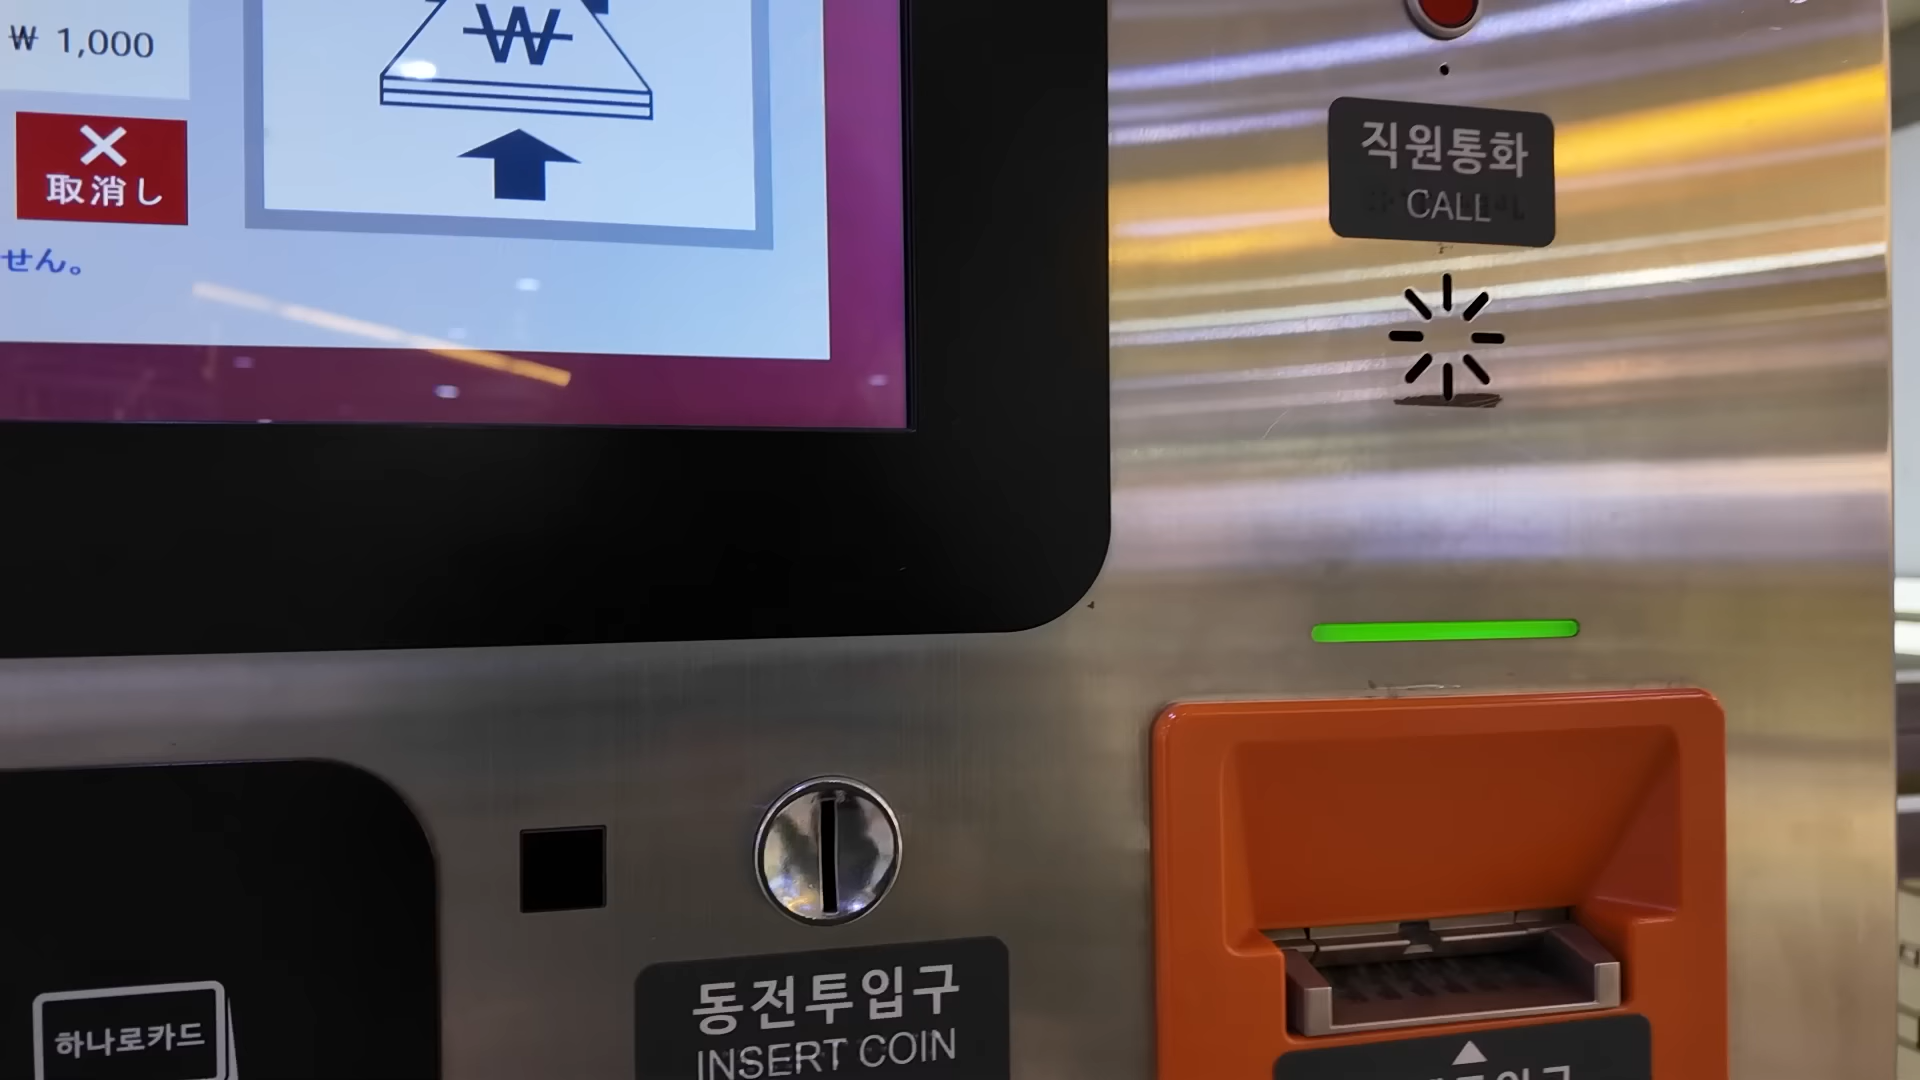 ₩ 1,000
₩
取消し
せん。
직원통화
CALL
동전투입구
INSERT COIN
하나로카드